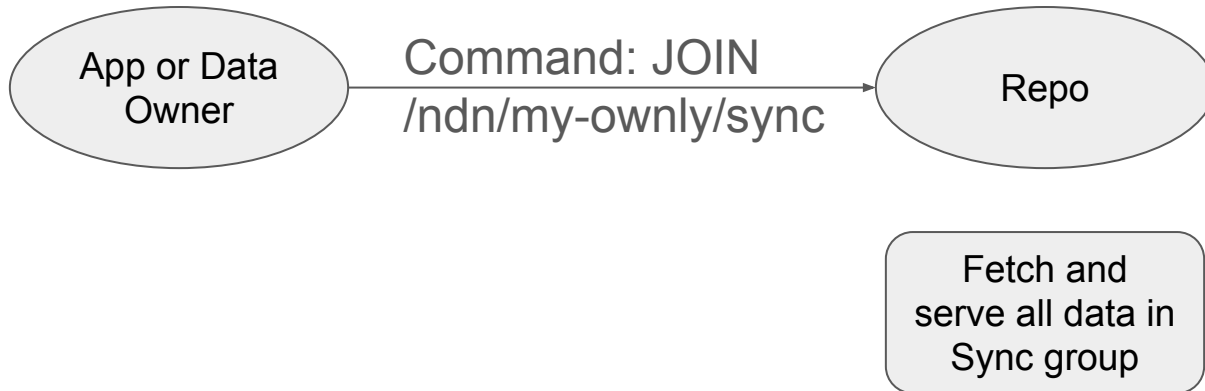 App or Data
Owner
Command: JOIN
/ndn/my-ownly/sync
Repo
Fetch and
serve all data in
Sync group